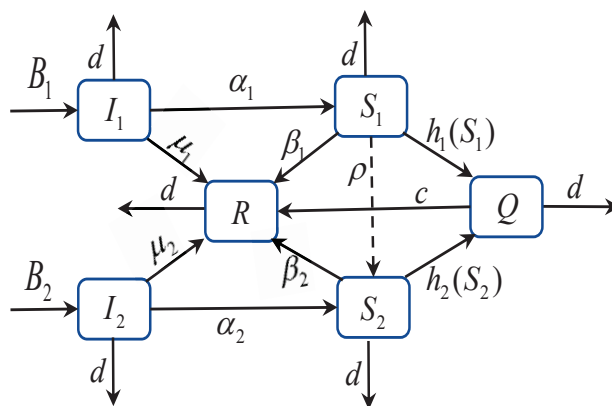 d d
B₁ I₁ α₁ S₁
μ₁ β₁ h₁(S₁)
d R ρ c Q d
μ₂ β₂
B₂ I₂ α₂ S₂ h₂(S₂)
d d